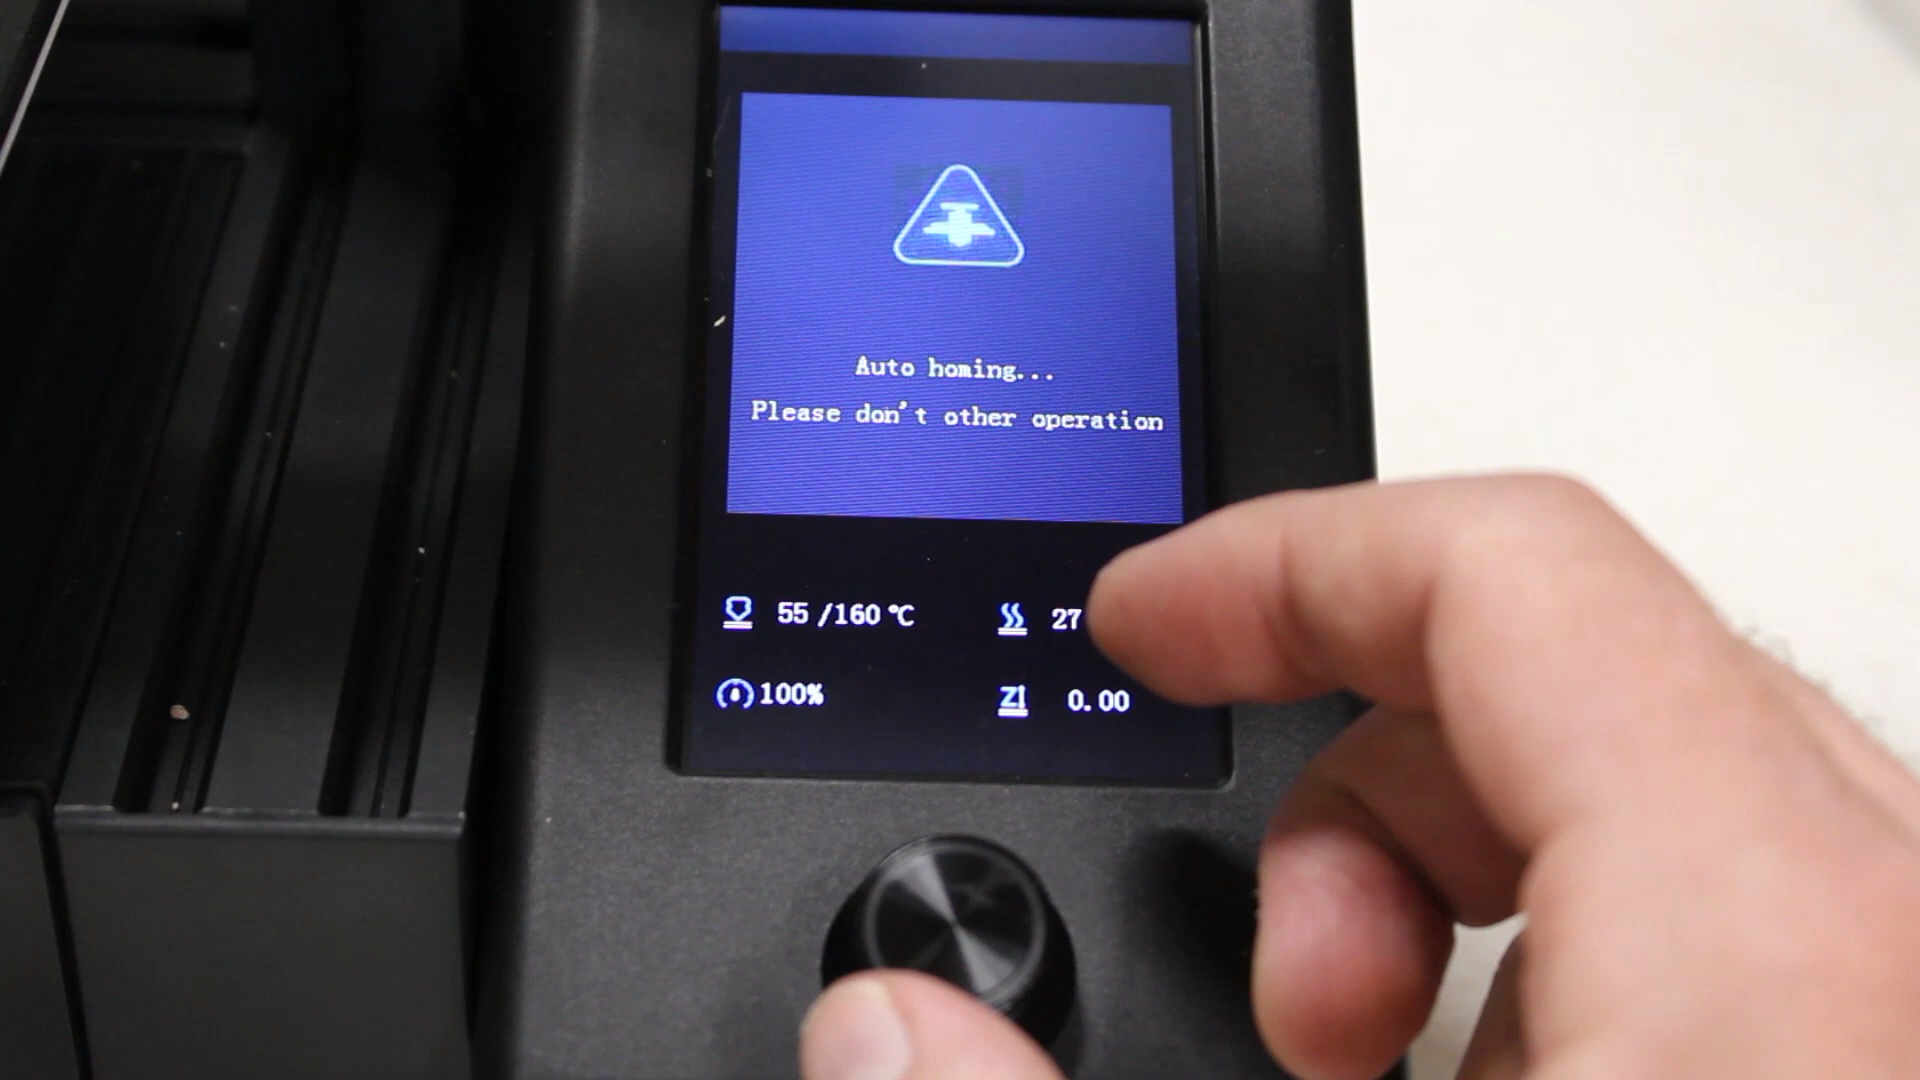 Auto homing...
Please don't other operation
55 /160 ℃
27
100%
Z
0.00